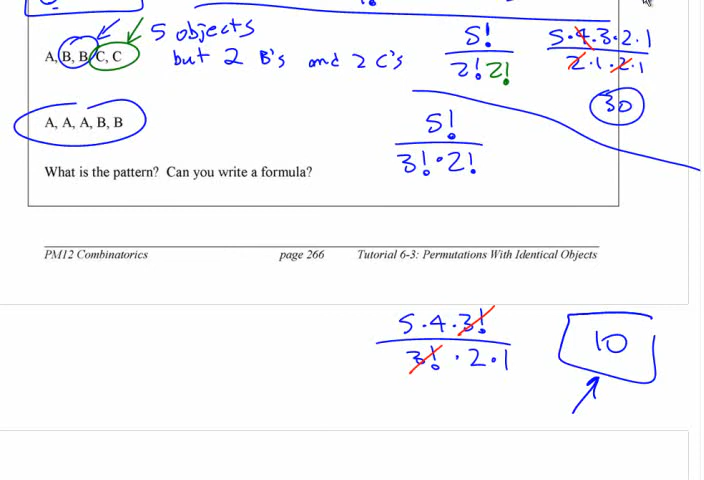 A, B, B, C, C
5 objects
but 2 B's and 2 C's
5!
2! 2!
5·4·3·2·1
2·1·2·1
30
A, A, A, B, B
5!
3!·2!
What is the pattern? Can you write a formula?
PM12 Combinatorics page 266 Tutorial 6-3: Permutations With Identical Objects
5·4·3!
3!·2·1
10